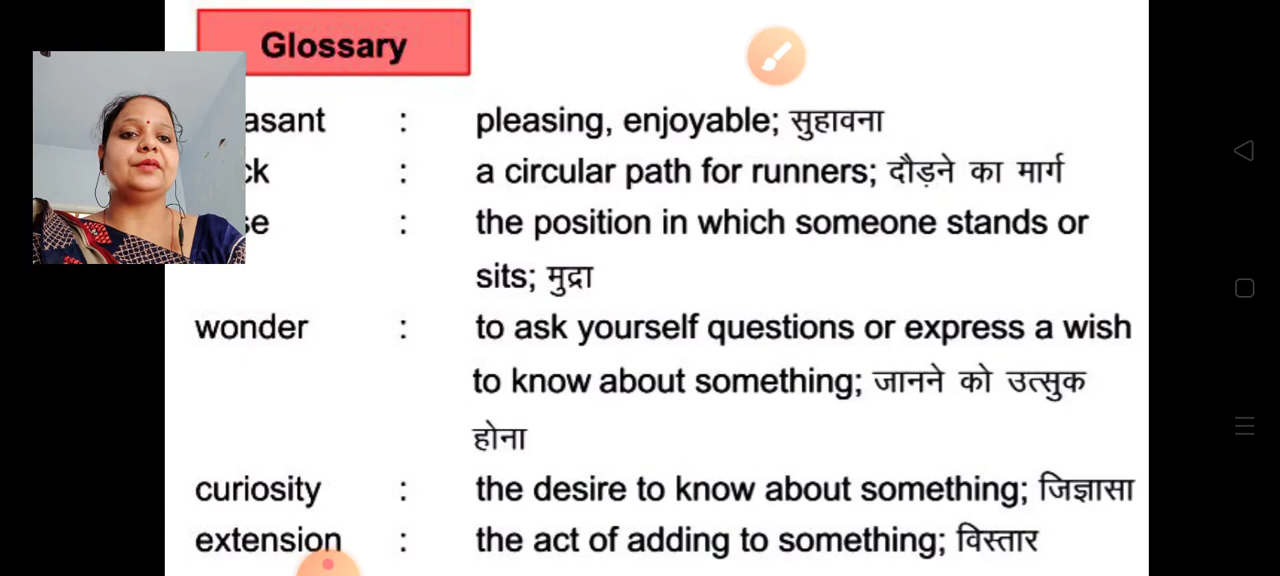 Glossary
asant : pleasing, enjoyable; सुहावना
ck : a circular path for runners; दौड़ने का मार्ग
se : the position in which someone stands or
sits; मुद्रा
wonder : to ask yourself questions or express a wish
to know about something; जानने को उत्सुक
होना
curiosity : the desire to know about something; जिज्ञासा
extension : the act of adding to something; विस्तार